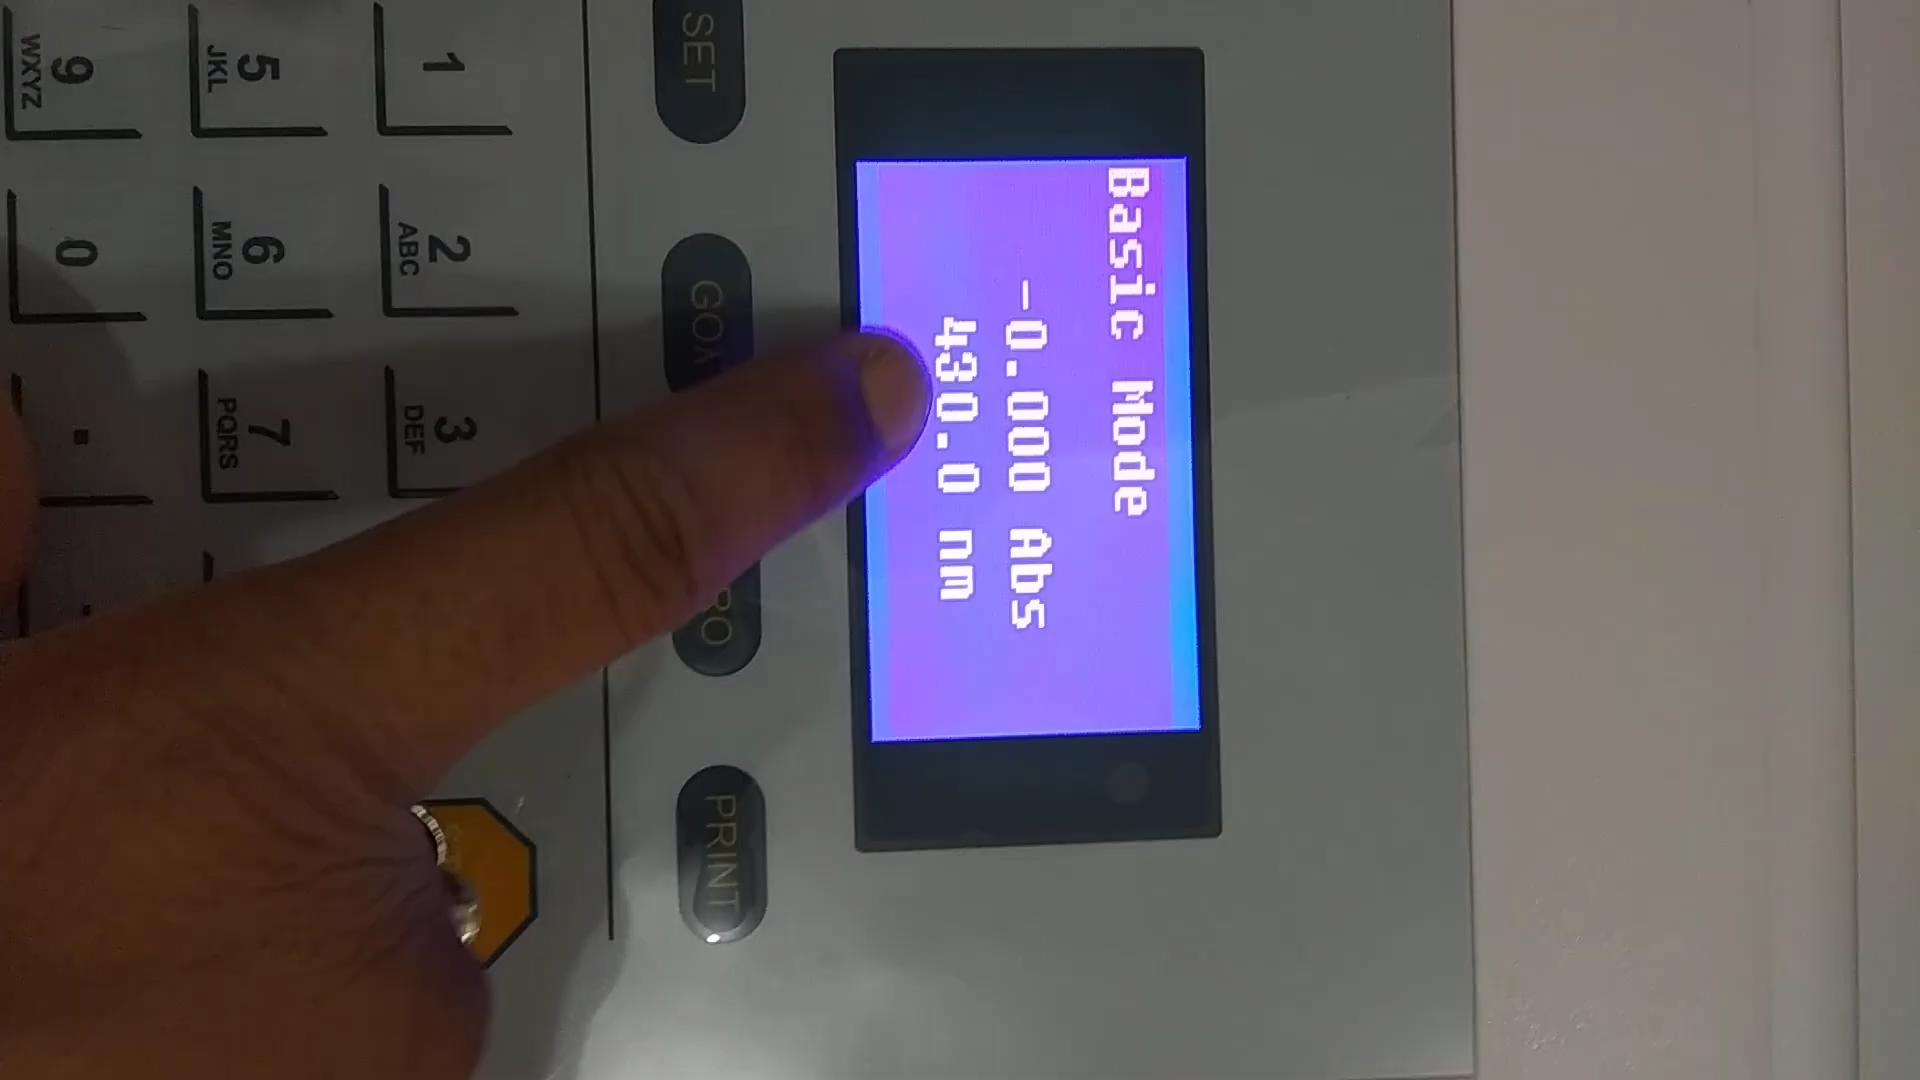 Basic Mode
-0.000 Abs
430.0 nm
SET
PRINT
1
2
ABC
3
DEF
5
JKL
6
MNO
7
PQRS
9
WXYZ
0
.